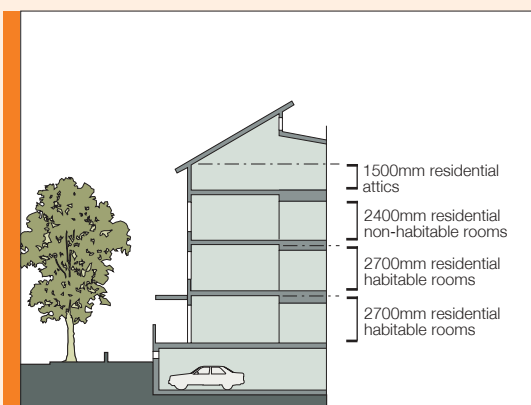 1500mm residential
attics
2400mm residential
non-habitable rooms
2700mm residential
habitable rooms
2700mm residential
habitable rooms